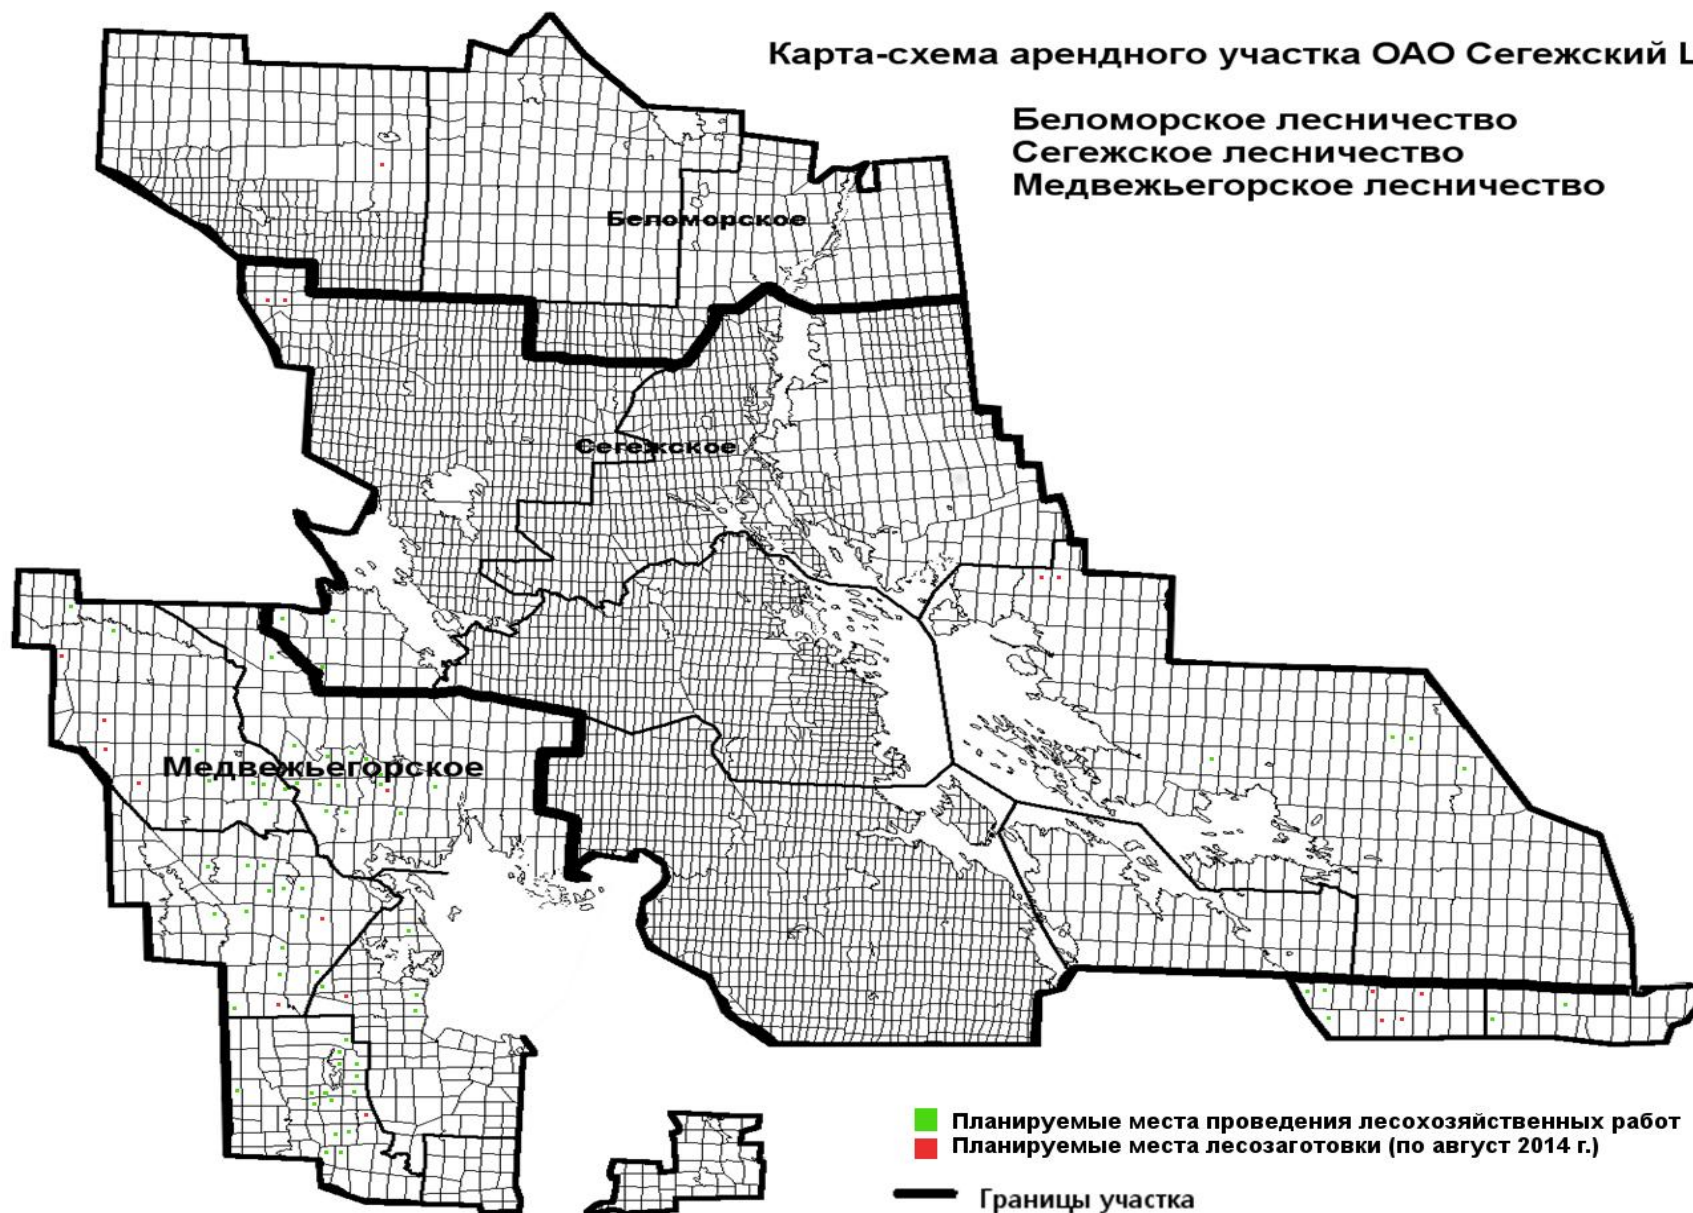 Карта-схема арендного участка ОАО Сегежский
Беломорское лесничество
Сегежское лесничество
Медвежьегорское лесничество
Беломорское
Сегежское
Медвежьегорское
Планируемые места проведения лесохозяйственных работ
Планируемые места лесозаготовки (по август 2014 г.)
Границы участка